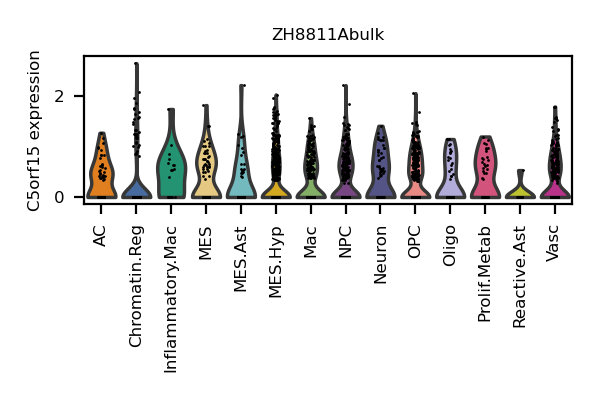 ZH8811Abulk
C5orf15 expression
2
0
AC
Chromatin.Reg
Inflammatory.Mac
MES
MES.Ast
MES.Hyp
Mac
NPC
Neuron
OPC
Oligo
Prolif.Metab
Reactive.Ast
Vasc